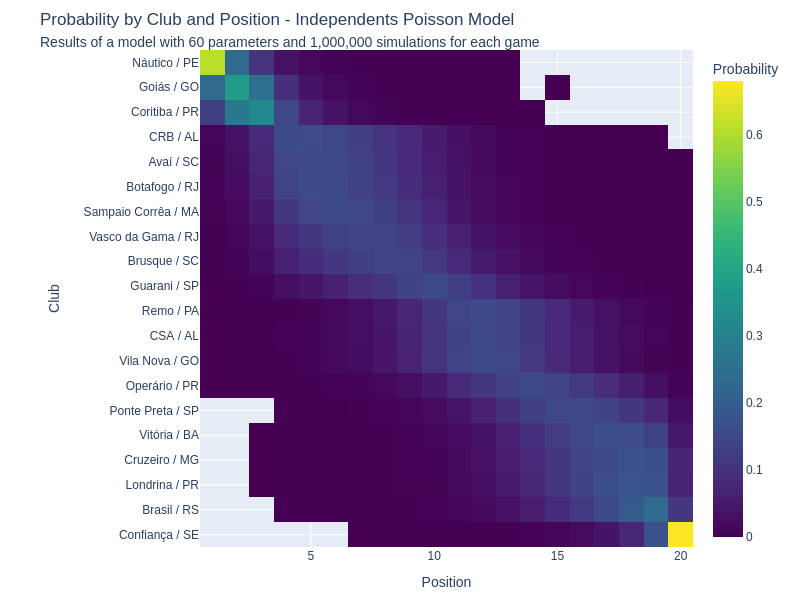 Probability by Club and Position - Independents Poisson Model
Results of a model with 60 parameters and 1,000,000 simulations for each game
Probability
Náutico / PE
Goiás / GO
Coritiba / PR
CRB / AL
Avaí / SC
Botafogo / RJ
Sampaio Corrêa / MA
Vasco da Gama / RJ
Brusque / SC
Guarani / SP
Remo / PA
CSA / AL
Vila Nova / GO
Operário / PR
Ponte Preta / SP
Vitória / BA
Cruzeiro / MG
Londrina / PR
Brasil / RS
Confiança / SE
Club
5
10
15
20
Position
0.6
0.5
0.4
0.3
0.2
0.1
0